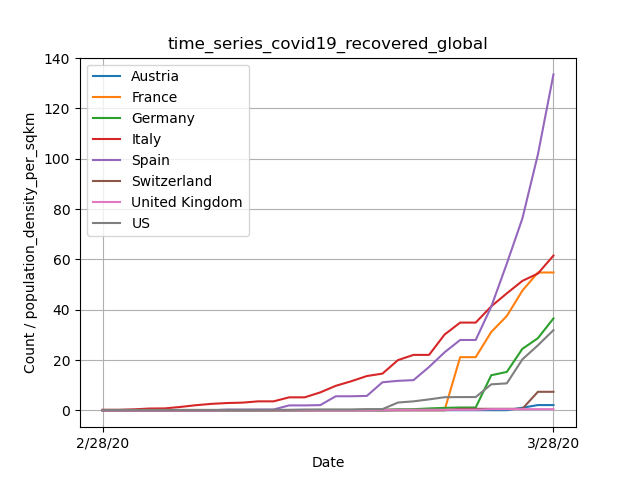 time_series_covid19_recovered_global
Count / population_density_per_sqkm
140
120
100
80
60
40
20
0
Austria
France
Germany
Italy
Spain
Switzerland
United Kingdom
US
2/28/20
3/28/20
Date